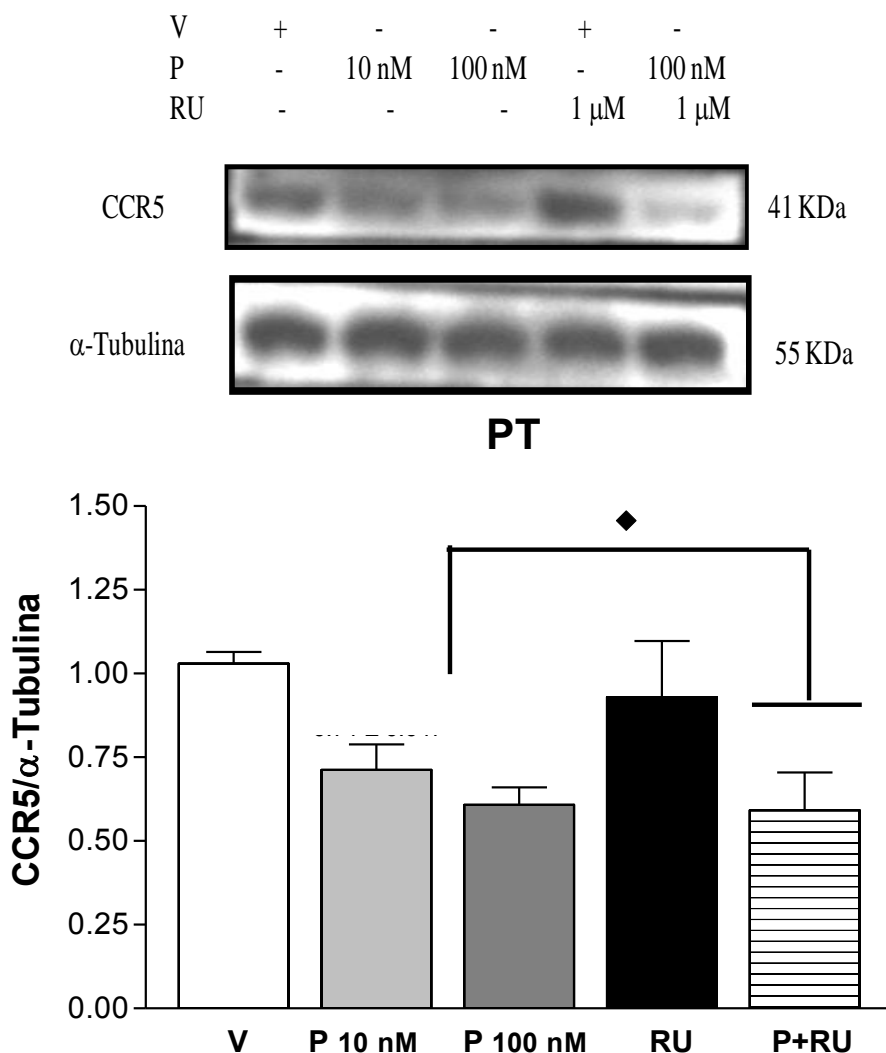 V + - - + -
P - 10 nM 100 nM - 100 nM
RU - - - 1 µM 1 µM
CCR5 41 KDa
α-Tubulina 55 KDa
PT
CCR5/α-Tubulina
1.50
1.25
1.00
0.75
0.50
0.25
0.00
V P 10 nM P 100 nM RU P+RU